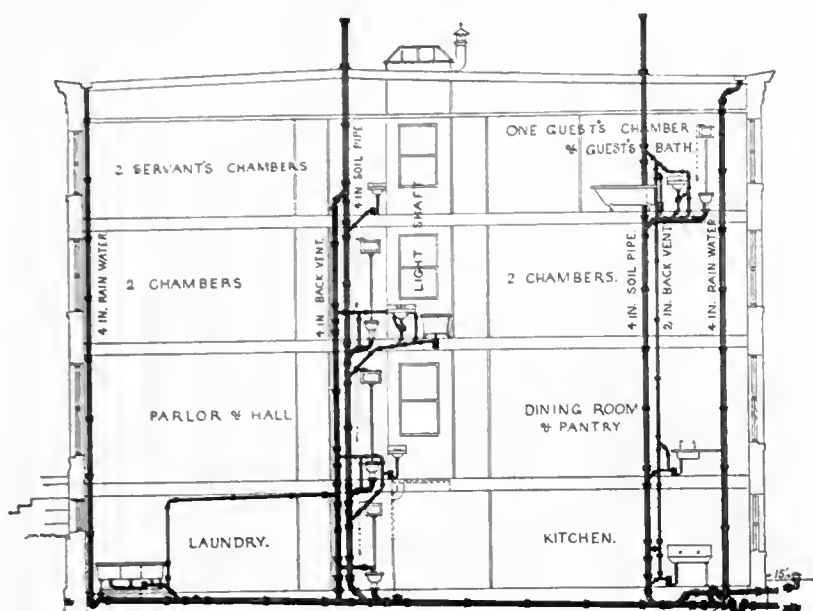 ONE GUEST'S CHAMBER
& GUEST'S BATH
2 SERVANT'S CHAMBERS
4 IN. SOIL PIPE
LIGHT SHAFT
4 IN. RAIN WATER
2 CHAMBERS
4 IN. BACK VENT.
2 CHAMBERS.
4 IN. SOIL PIPE.
2 IN. BACK VENT.
4 IN. RAIN WATER
PARLOR & HALL
DINING ROOM
& PANTRY
LAUNDRY.
KITCHEN.
15'